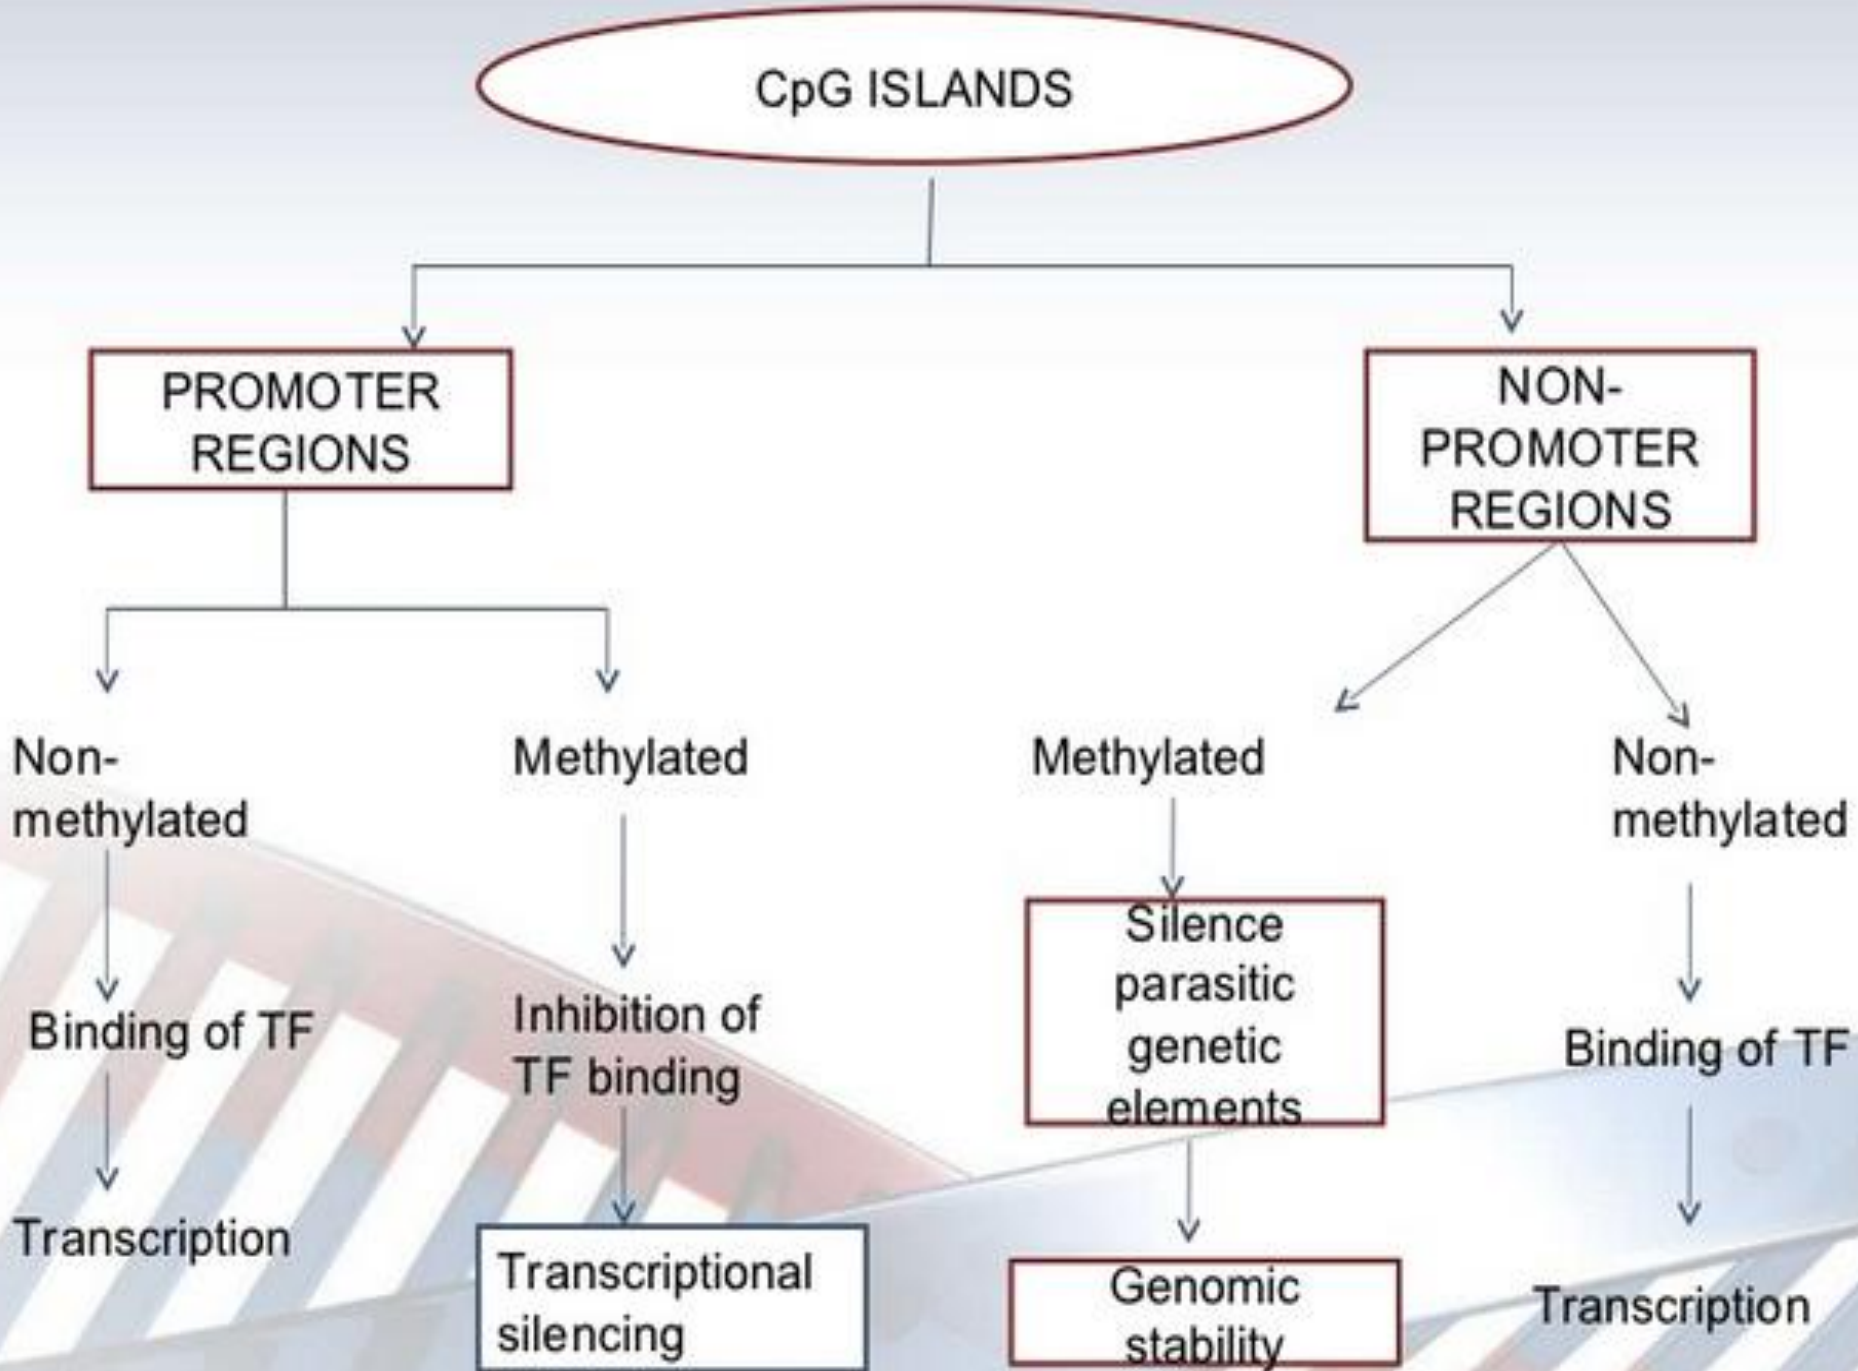 CpG ISLANDS
PROMOTER
REGIONS
NON-
PROMOTER
REGIONS
Non-
methylated
Methylated
Methylated
Non-
methylated
Binding of TF
Inhibition of
TF binding
Silence
parasitic
genetic
elements
Binding of TF
Transcription
Transcriptional
silencing
Genomic
stability
Transcription